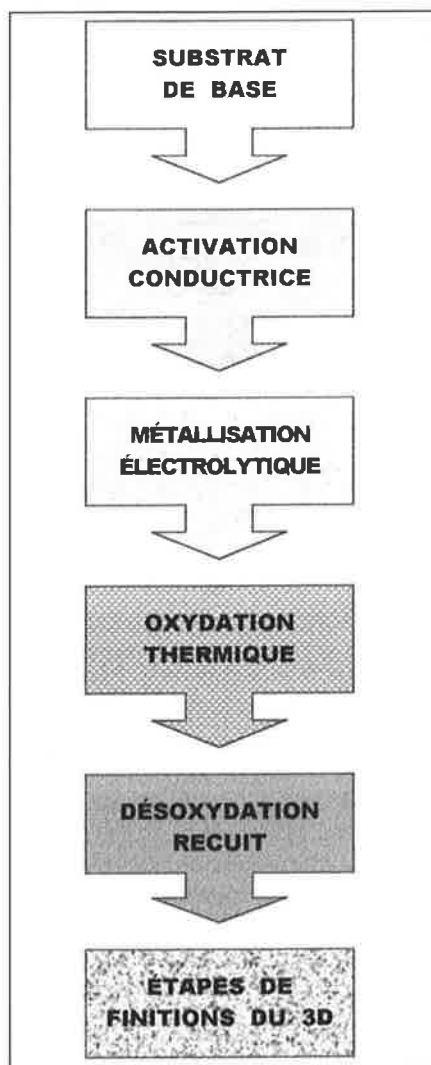 SUBSTRAT
DE BASE
ACTIVATION
CONDUCTRICE
MÉTALLISATION
ÉLECTROLYTIQUE
OXYDATION
THERMIQUE
DÉSOXYDATION
RECUIT
ÉTAPES DE
FINITIONS DU 3D